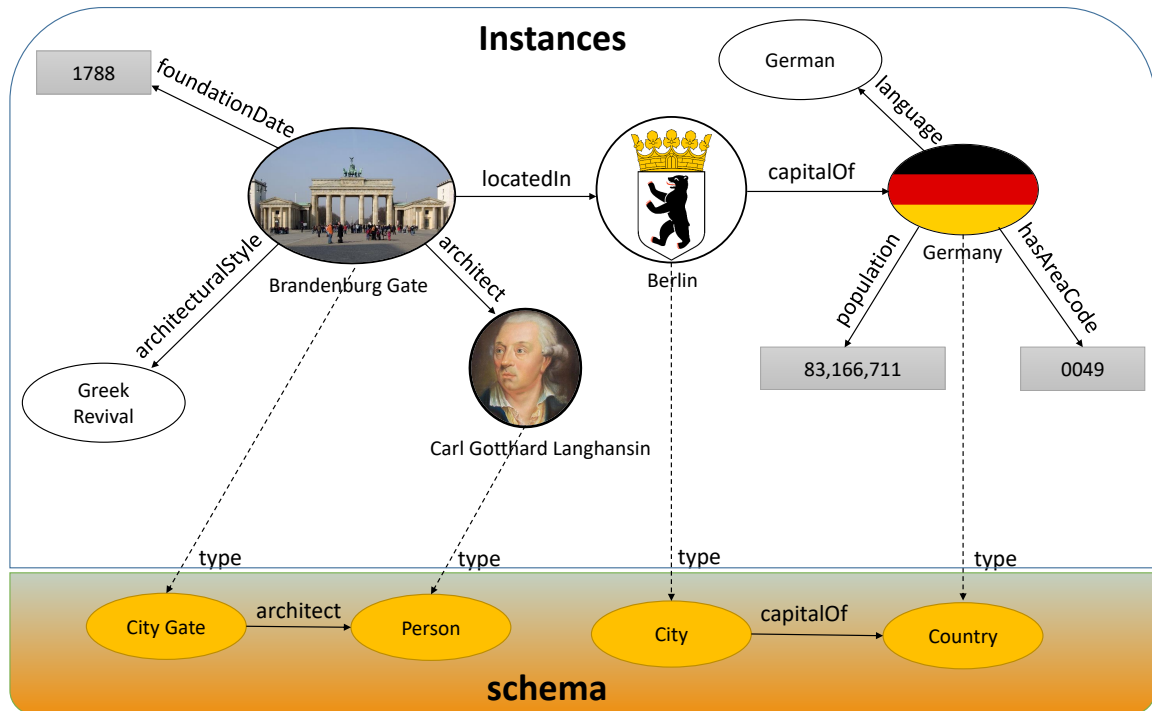 Instances
1788
foundationDate
German
language
locatedIn
capitalOf
architecturalStyle
architect
Brandenburg Gate
Berlin
Germany
population
hasAreaCode
83,166,711
0049
Greek
Revival
Carl Gotthard Langhansin
type
type
type
type
City Gate
architect
Person
City
capitalOf
Country
schema